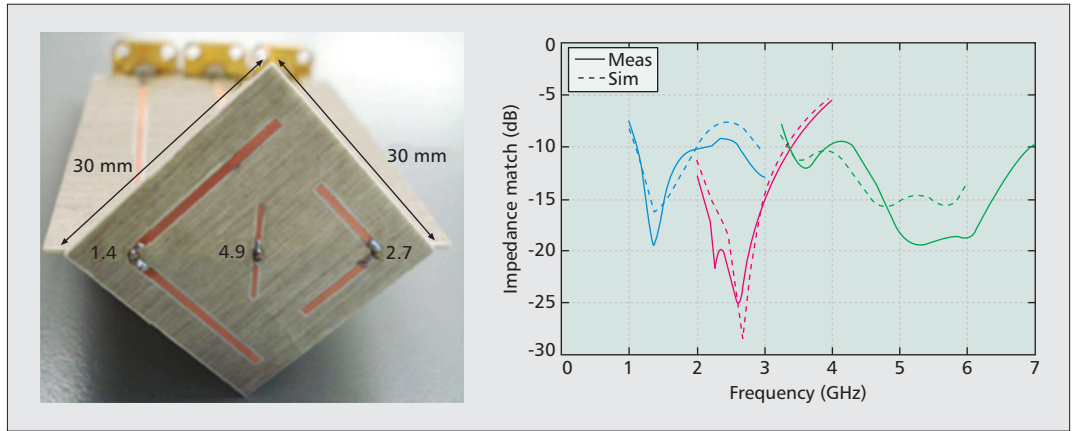 30 mm
30 mm
1.4
4.9
2.7
Meas
Sim
Impedance match (dB)
0
-5
-10
-15
-20
-25
-30
0 1 2 3 4 5 6 7
Frequency (GHz)